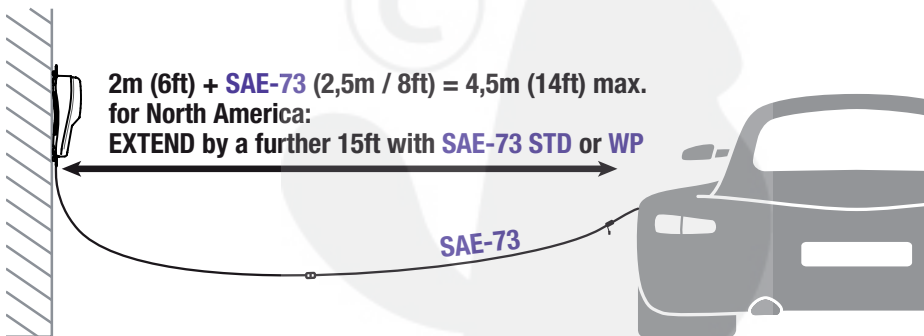 ©
2m (6ft) + SAE-73 (2,5m / 8ft) = 4,5m (14ft) max.
for North America:
EXTEND by a further 15ft with SAE-73 STD or WP
SAE-73